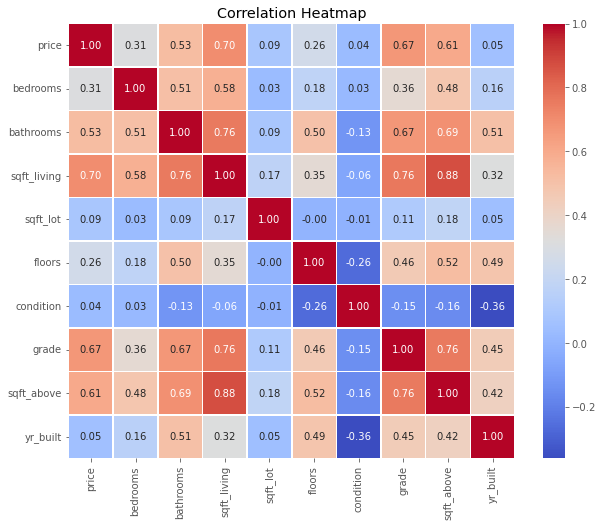 Correlation Heatmap
price 1.00 0.31 0.53 0.70 0.09 0.26 0.04 0.67 0.61 0.05
bedrooms 0.31 1.00 0.51 0.58 0.03 0.18 0.03 0.36 0.48 0.16
bathrooms 0.53 0.51 1.00 0.76 0.09 0.50 -0.13 0.67 0.69 0.51
sqft_living 0.70 0.58 0.76 1.00 0.17 0.35 -0.06 0.76 0.88 0.32
sqft_lot 0.09 0.03 0.09 0.17 1.00 -0.00 -0.01 0.11 0.18 0.05
floors 0.26 0.18 0.50 0.35 -0.00 1.00 -0.26 0.46 0.52 0.49
condition 0.04 0.03 -0.13 -0.06 -0.01 -0.26 1.00 -0.15 -0.16 -0.36
grade 0.67 0.36 0.67 0.76 0.11 0.46 -0.15 1.00 0.76 0.45
sqft_above 0.61 0.48 0.69 0.88 0.18 0.52 -0.16 0.76 1.00 0.42
yr_built 0.05 0.16 0.51 0.32 0.05 0.49 -0.36 0.45 0.42 1.00
price bedrooms bathrooms sqft_living sqft_lot floors condition grade sqft_above yr_built
1.0
0.8
0.6
0.4
0.2
0.0
−0.2